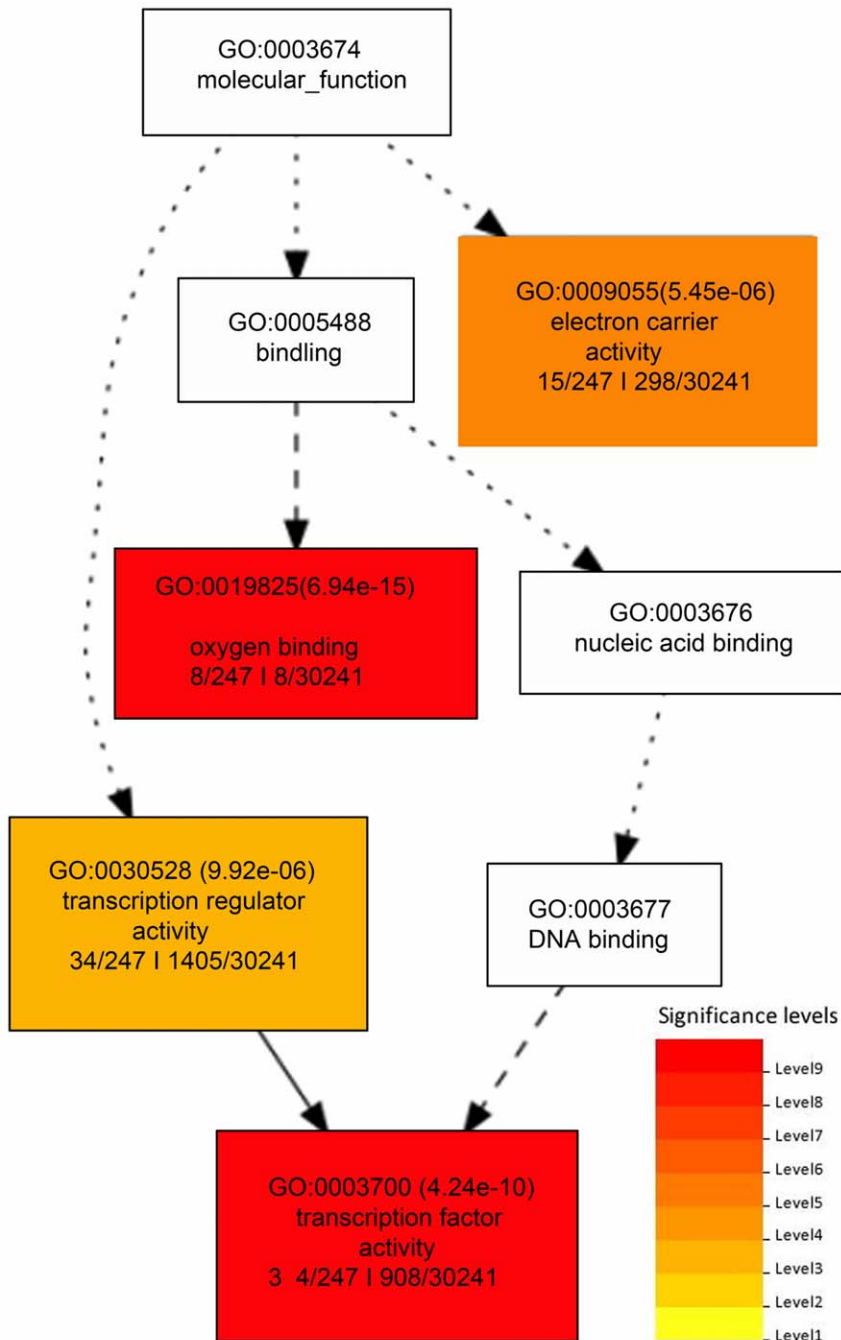 GO:0003674
molecular_function
GO:0009055(5.45e-06)
electron carrier
activity
15/247 I 298/30241
GO:0005488
bindling
GO:0019825(6.94e-15)
oxygen binding
8/247 I 8/30241
GO:0003676
nucleic acid binding
GO:0030528 (9.92e-06)
transcription regulator
activity
34/247 I 1405/30241
GO:0003677
DNA binding
GO:0003700 (4.24e-10)
transcription factor
activity
3 4/247 I 908/30241
Significance levels
Level9
Level8
Level7
Level6
Level5
Level4
Level3
Level2
Level1